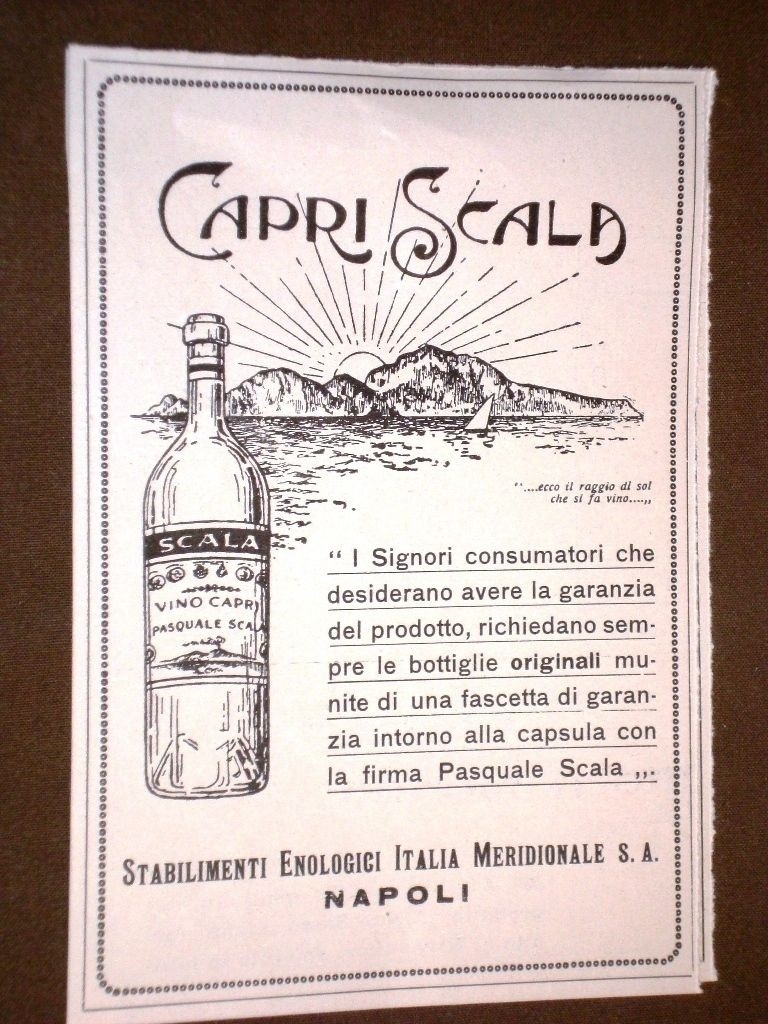 CAPRI SCALA
"....ecco il raggio di sol
che si fa vino....„
SCALA
VINO CAPRI
PASQUALE SCALA
“ I Signori consumatori che
desiderano avere la garanzia
del prodotto, richiedano sem-
pre le bottiglie originali mu-
nite di una fascetta di garan-
zia intorno alla capsula con
la firma Pasquale Scala „.
STABILIMENTI ENOLOGICI ITALIA MERIDIONALE S. A.
NAPOLI